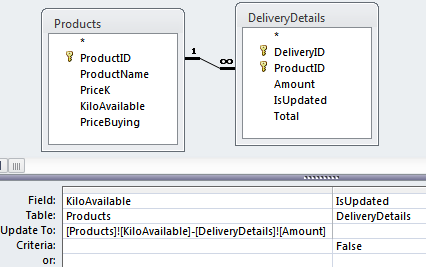 Products
*
ProductID
ProductName
PriceK
KiloAvailable
PriceBuying
1
∞
DeliveryDetails
*
DeliveryID
ProductID
Amount
IsUpdated
Total
Field: KiloAvailable IsUpdated
Table: Products DeliveryDetails
Update To: [Products]![KiloAvailable]-[DeliveryDetails]![Amount]
Criteria: False
or: